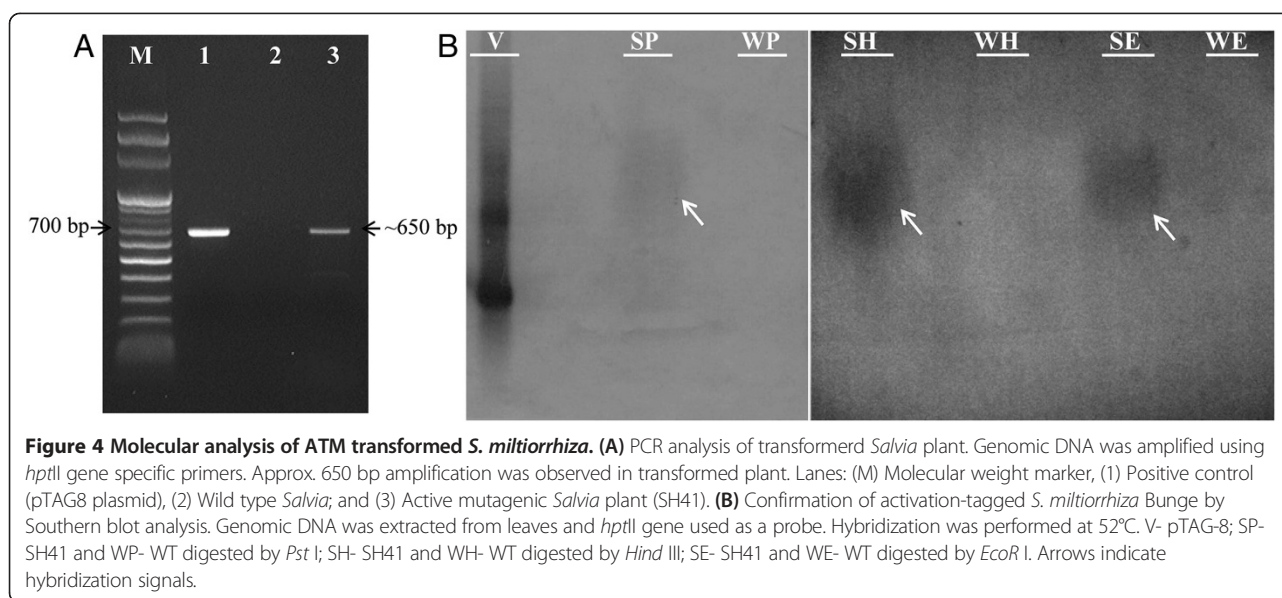 A
M 1 2 3
700 bp
~650 bp
B
V SP WP
SH WH SE WE
Figure 4 Molecular analysis of ATM transformed S. miltiorrhiza. (A) PCR analysis of transformerd Salvia plant. Genomic DNA was amplified using
hptII gene specific primers. Approx. 650 bp amplification was observed in transformed plant. Lanes: (M) Molecular weight marker, (1) Positive control
(pTAG8 plasmid), (2) Wild type Salvia; and (3) Active mutagenic Salvia plant (SH41). (B) Confirmation of activation-tagged S. miltiorrhiza Bunge by
Southern blot analysis. Genomic DNA was extracted from leaves and hptII gene used as a probe. Hybridization was performed at 52°C. V- pTAG-8; SP-
SH41 and WP- WT digested by Pst I; SH- SH41 and WH- WT digested by Hind III; SE- SH41 and WE- WT digested by EcoR I. Arrows indicate
hybridization signals.